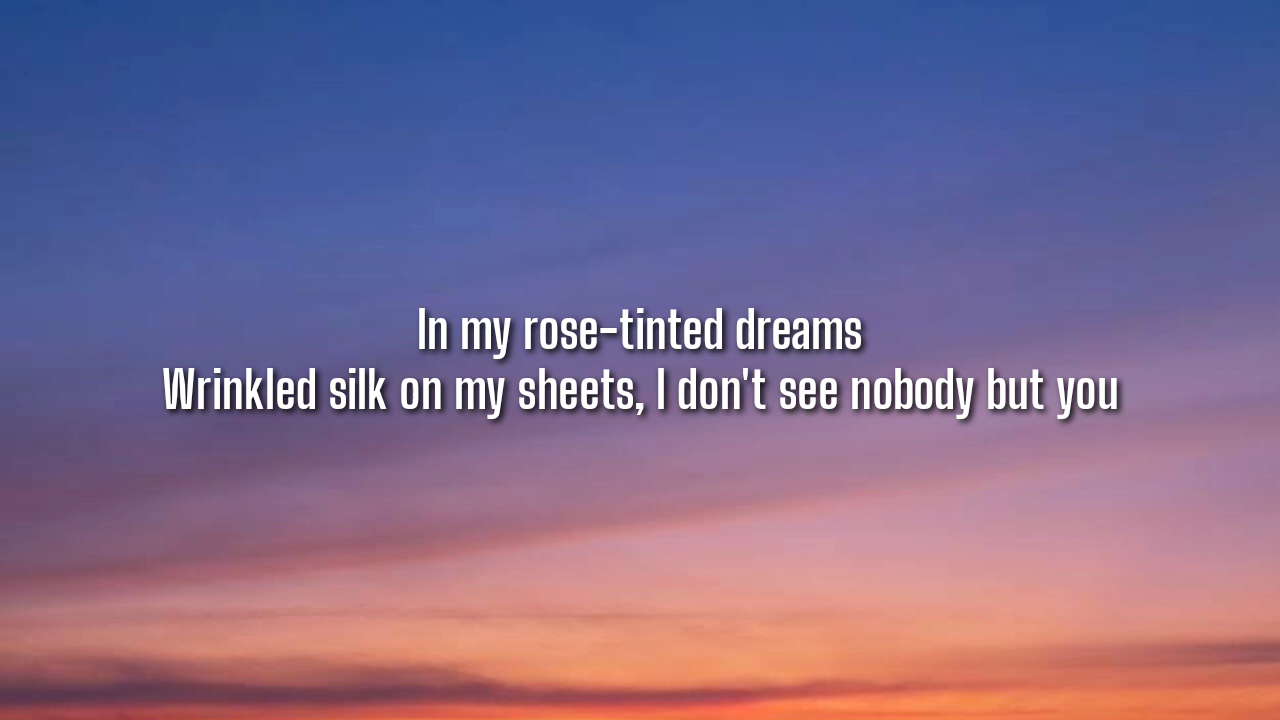 In my rose-tinted dreams
Wrinkled silk on my sheets, I don't see nobody but you